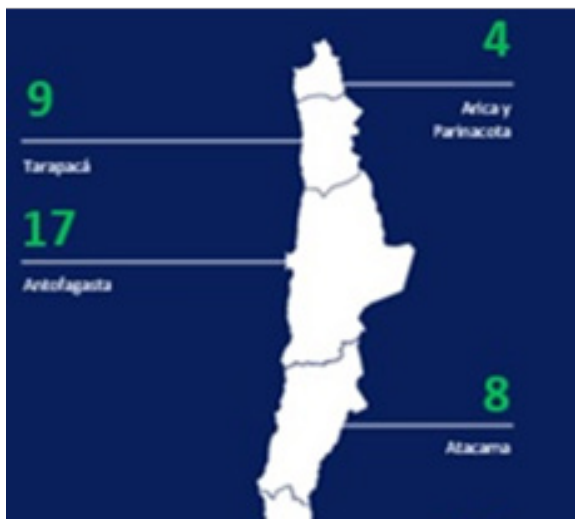 4
Arica y
Parinacota
9
Tarapacá
17
Antofagasta
8
Atacama